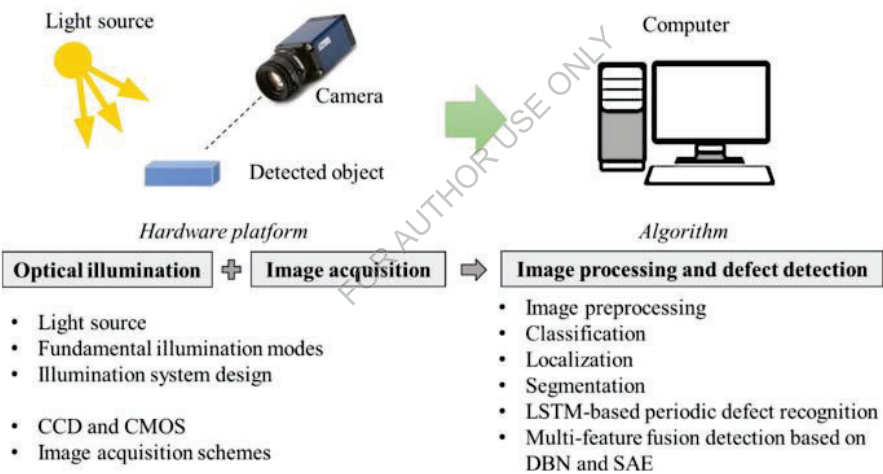 Light source
Camera
Detected object
Computer
FOR AUTHOR USE ONLY
Hardware platform
Algorithm
Optical illumination
Image acquisition
Image processing and defect detection
• Light source
• Fundamental illumination modes
• Illumination system design
• CCD and CMOS
• Image acquisition schemes
• Image preprocessing
• Classification
• Localization
• Segmentation
• LSTM-based periodic defect recognition
• Multi-feature fusion detection based on
DBN and SAE